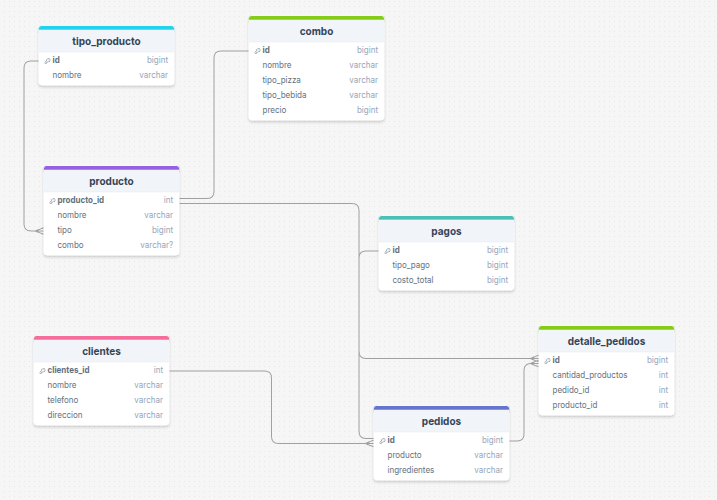 tipo_producto
id bigint
nombre varchar
combo
id bigint
nombre varchar
tipo_pizza varchar
tipo_bebida varchar
precio bigint
producto
producto_id int
nombre varchar
tipo bigint
combo varchar?
pagos
id bigint
tipo_pago bigint
costo_total bigint
clientes
clientes_id int
nombre varchar
telefono varchar
direccion varchar
detalle_pedidos
id bigint
cantidad_productos int
pedido_id int
producto_id int
pedidos
id bigint
producto varchar
ingredientes varchar